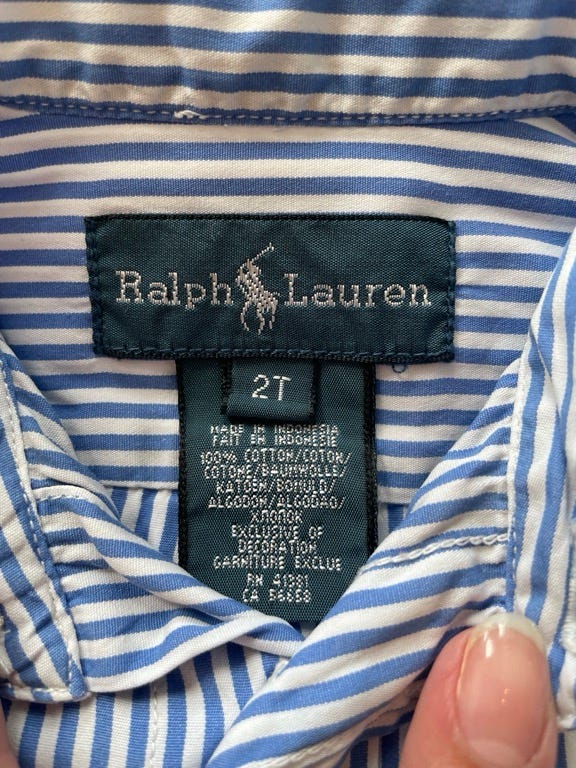 Ralph Lauren
2T
MADE IN INDONESIA
FAIT EN INDONESIE
100% COTTON/COTON/
COTONE/BAUMWOLLE/
KATOEN/BOMULD/
ALGODON/ALGODAO/
ХЛОПОК
EXCLUSIVE OF
DECORATION
GARNITURE EXCLUE
RN 41381
CA 56658